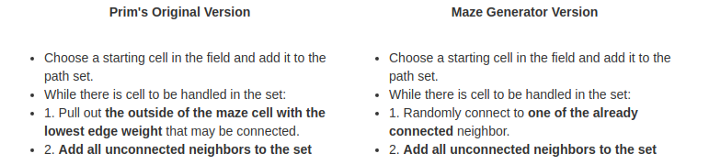 Prim's Original Version
Choose a starting cell in the field and add it to the
path set.
While there is cell to be handled in the set:
1. Pull out the outside of the maze cell with the
lowest edge weight that may be connected.
2. Add all unconnected neighbors to the set
Maze Generator Version
Choose a starting cell in the field and add it to the
path set.
While there is cell to be handled in the set:
1. Randomly connect to one of the already
connected neighbor.
2. Add all unconnected neighbors to the set